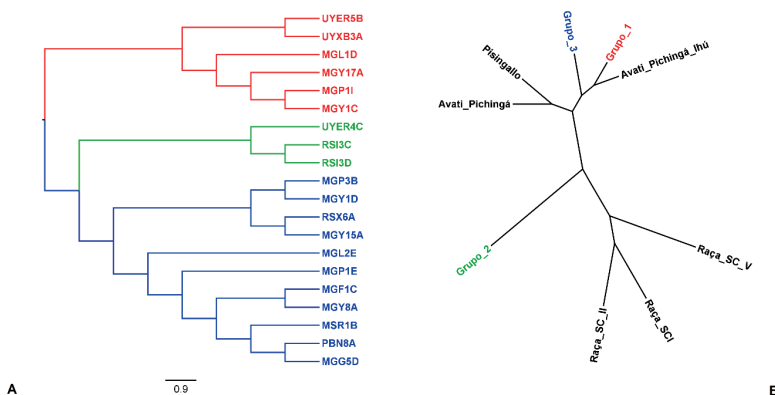 UYER5B
UYXB3A
MGL1D
MGY17A
MGP1I
MGY1C
UYER4C
RSI3C
RSI3D
MGP3B
MGY1D
RSX6A
MGY15A
MGL2E
MGP1E
MGF1C
MGY8A
MSR1B
PBN8A
MGG5D
A
0.9
Grupo_3
Grupo_1
Pisingallo
Avati_Pichingá_Ihú
Avati_Pichingá
Grupo_2
Raça_SC_V
Raça_SCI
Raça_SC_II